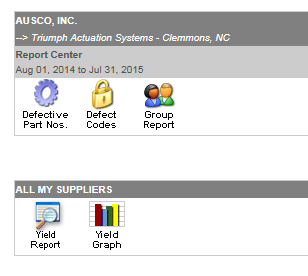 AUSCO, INC.
--> Triumph Actuation Systems - Clemmons, NC
Report Center
Aug 01, 2014 to Jul 31, 2015
Defective Defect Group
Part Nos. Codes Report
ALL MY SUPPLIERS
Yield Yield
Report Graph